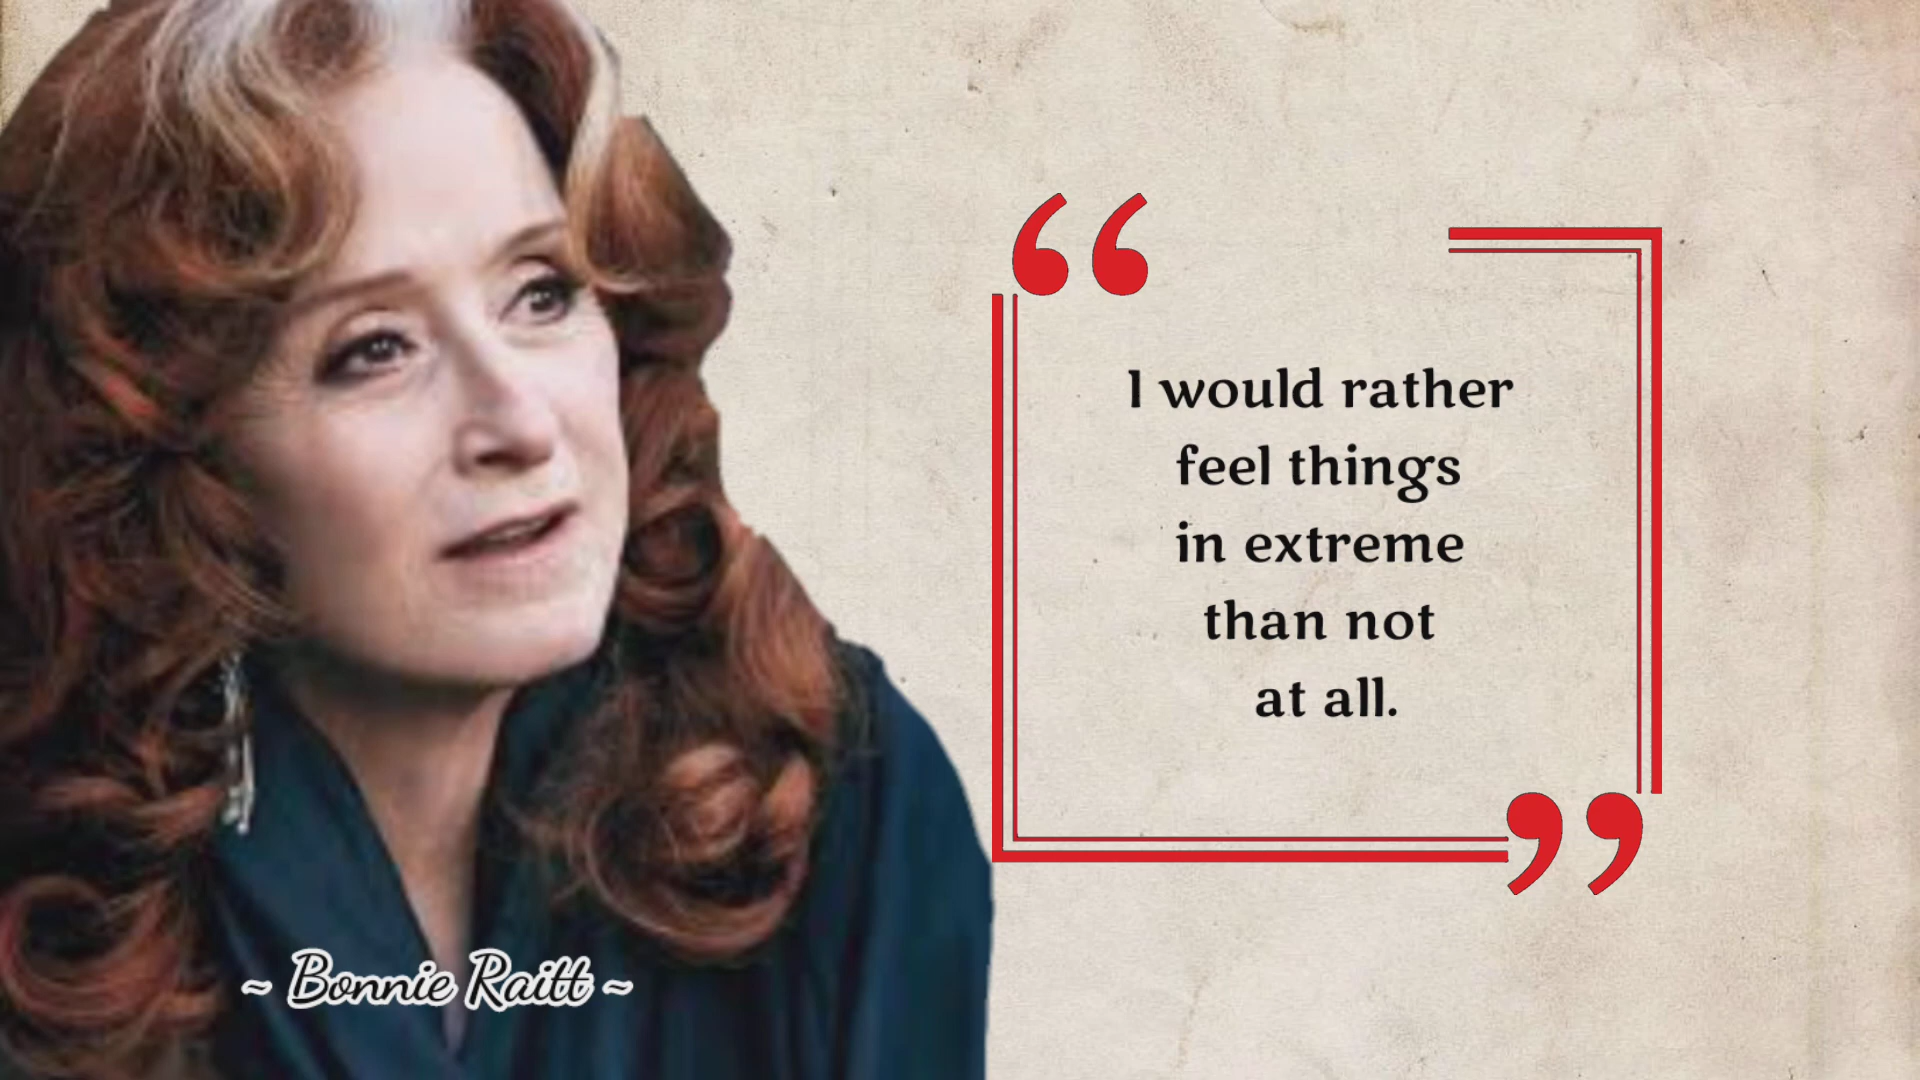 “
I would rather
feel things
in extreme
than not
at all.
”
~ Bonnie Raitt ~